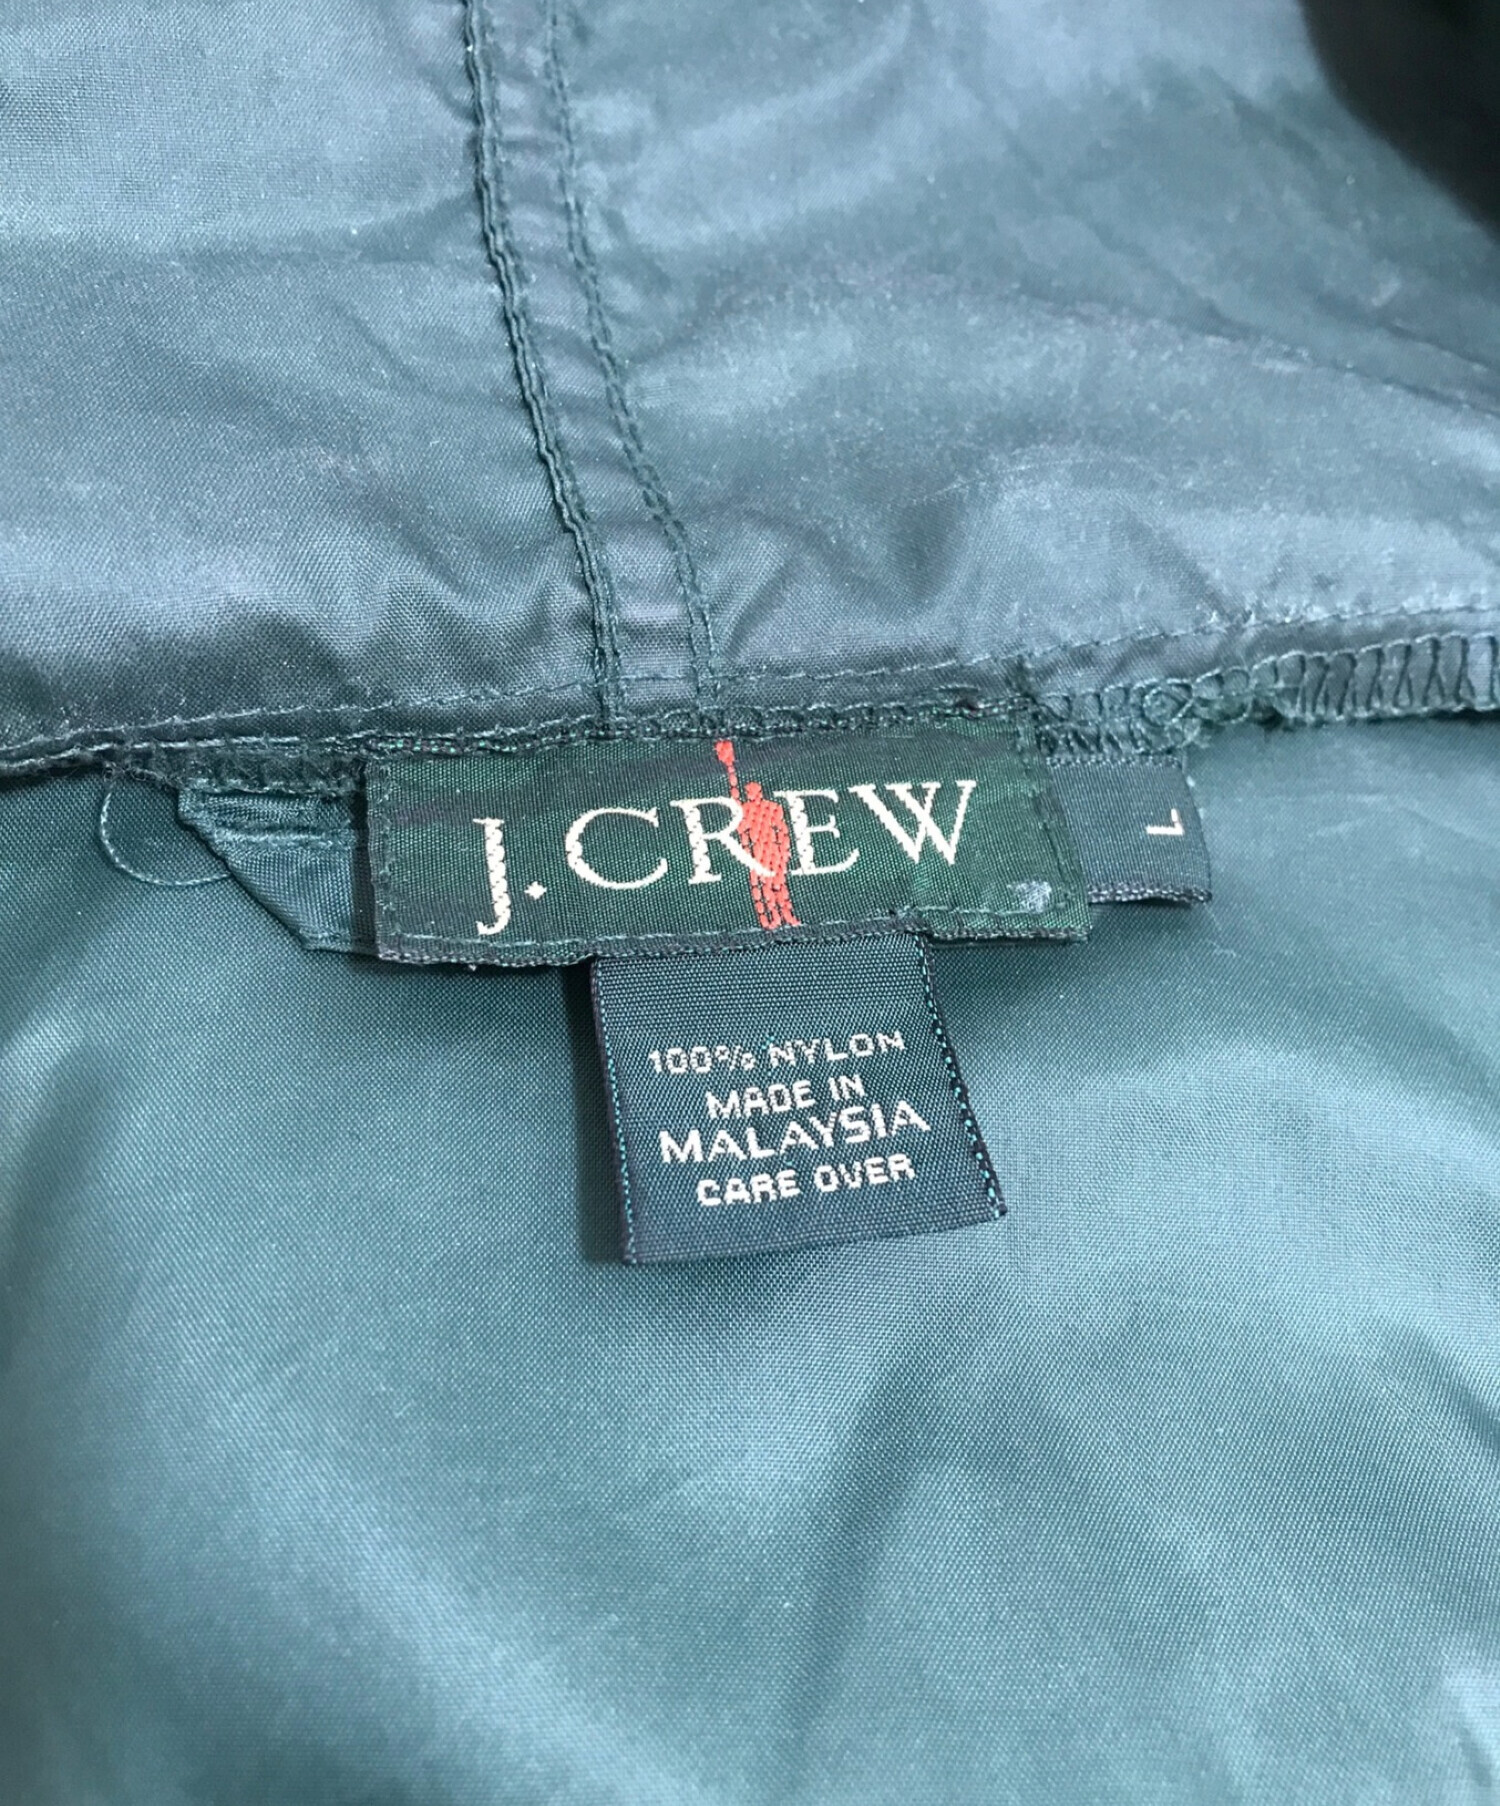 J.CREW
L
100% NYLON
MADE IN
MALAYSIA
CARE OVER